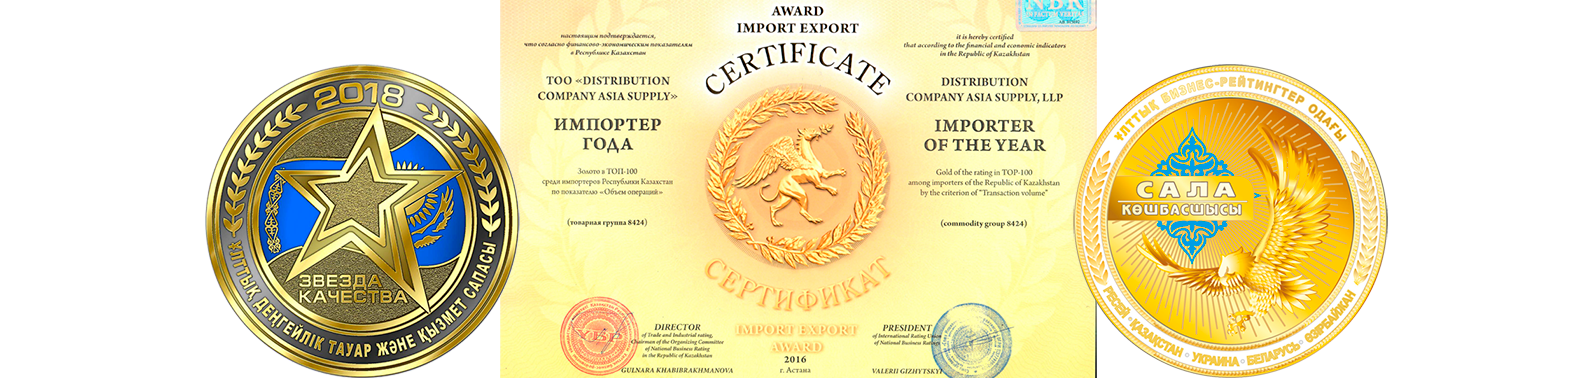 2018
ЗВЕЗДА
КАЧЕСТВА
ҰЛТТЫҚ ДЕҢГЕЙЛІК ТАУАР ЖӘНЕ ҚЫЗМЕТ САПАСЫ
AWARD
IMPORT EXPORT
CERTIFICATE
настоящим подтверждается,
что согласно финансово-экономическим показателям
в Республике Казахстан
ТОО «DISTRIBUTION
COMPANY ASIA SUPPLY»
ИМПОРТЕР
ГОДА
Золото в ТОП-100
среди импортеров Республики Казахстан
по показателю «Объем операций»
(товарная группа 8424)
it is hereby certified
that according to the financial and economic indicators
in the Republic of Kazakhstan
DISTRIBUTION
COMPANY ASIA SUPPLY, LLP
IMPORTER
OF THE YEAR
Gold of the rating in TOP-100
among importers of the Republic of Kazakhstan
by the criterion of "Transaction volume"
(commodity group 8424)
СЕРТИФИКАТ
IMPORT EXPORT
AWARD
2016
г. Астана
DIRECTOR
of Trade and Industrial rating,
Chairman of the Organizing Committee
of National Business Rating
in the Republic of Kazakhstan
GULNARA KHABIBRAKHMANOVA
PRESIDENT
of International Rating Union
of National Business Ratings
VALERII GIZHYTSKYI
ҰЛТТЫҚ БИЗНЕС-РЕЙТИНГТЕР ОДАҒЫ
САЛА
КӨШБАСШЫСЫ
РЕСЕЙ · ҚАЗАҚСТАН · УКРАИНА · БЕЛАРУСЬ · ӘЗІРБАЙЖАН